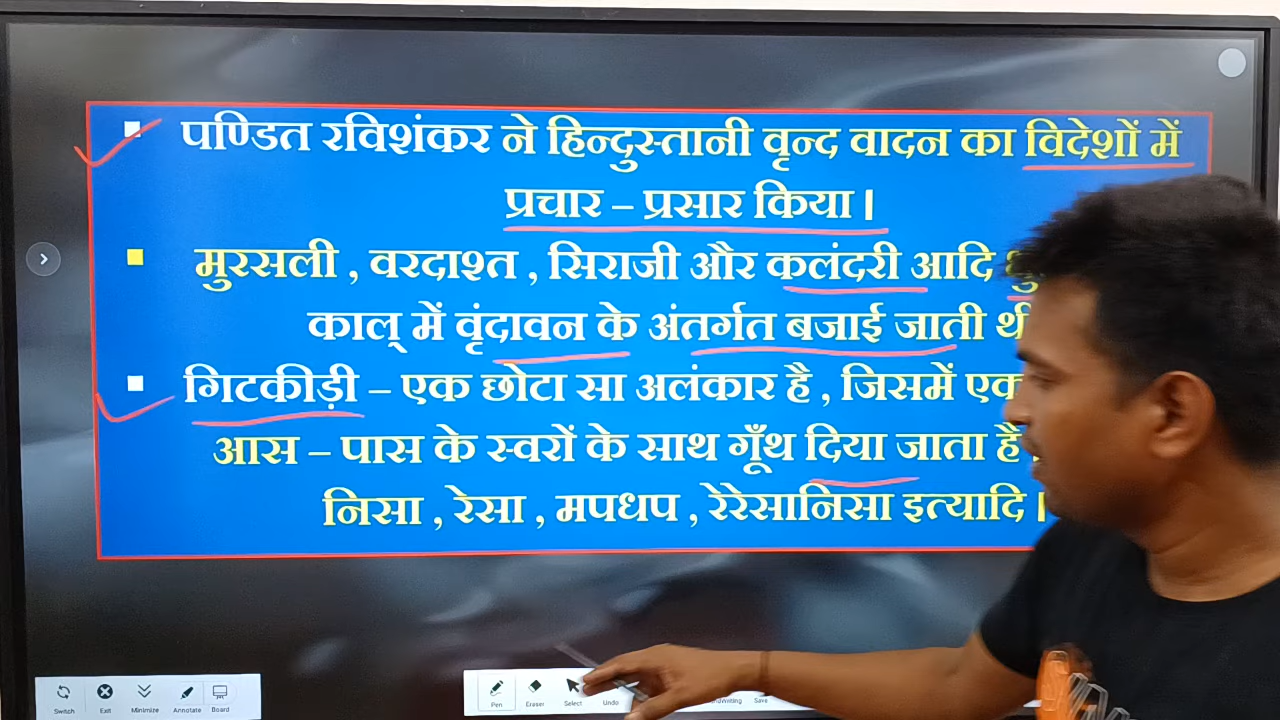 पण्डित रविशंकर ने हिन्दुस्तानी वृन्द वादन का विदेशों में
प्रचार – प्रसार किया।
मुरसली , वरदाश्त , सिराजी और कलंदरी आदि
काल् में वृंदावन के अंतर्गत बजाई जाती
गिटकीड़ी – एक छोटा सा अलंकार है , जिसमें एक
आस – पास के स्वरों के साथ गूँथ दिया जाता है
निसा , रेसा , मपधप , रेरेसानिसा इत्यादि।
Switch Exit Minimize Annotate Board Pen Eraser Select Undo Save